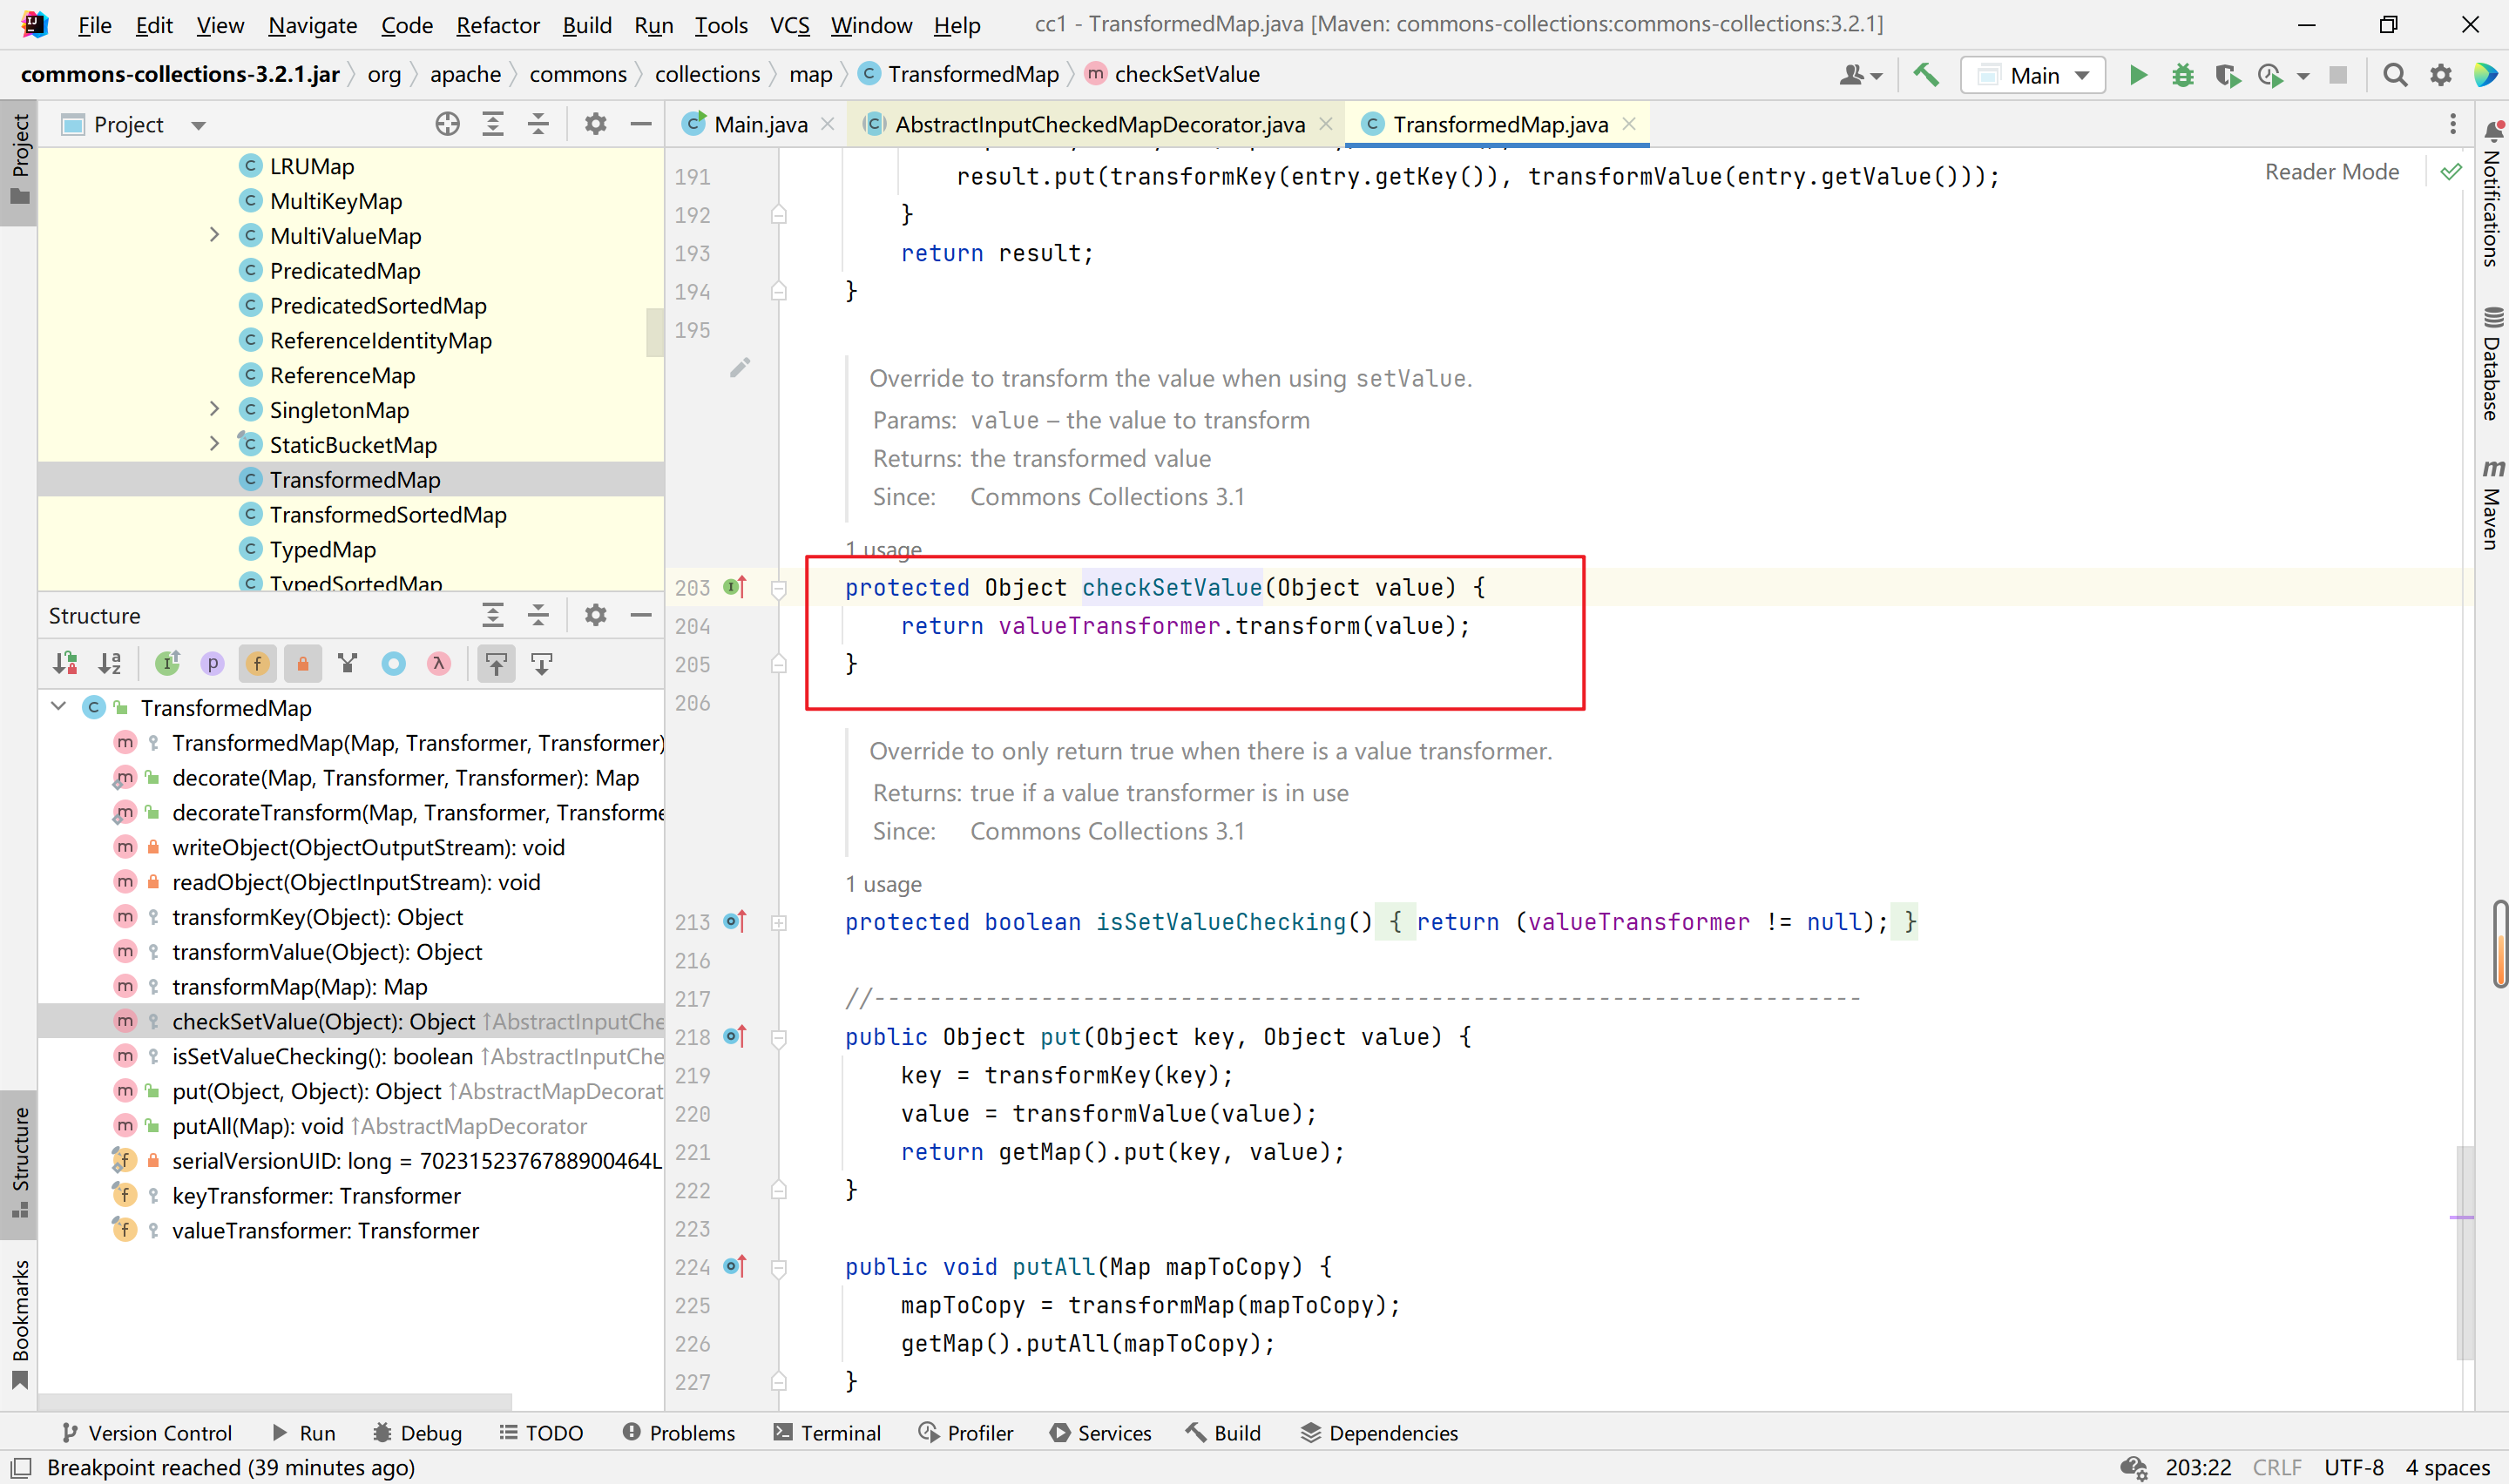 File Edit View Navigate Code Refactor Build Run Tools VCS Window Help cc1 - TransformedMap.java [Maven: commons-collections:commons-collections:3.2.1]
commons-collections-3.2.1.jar org apache commons collections map TransformedMap checkSetValue Main
Project
Main.java AbstractInputCheckedMapDecorator.java TransformedMap.java
Project
LRUMap
MultiKeyMap
MultiValueMap
PredicatedMap
PredicatedSortedMap
ReferenceIdentityMap
ReferenceMap
SingletonMap
StaticBucketMap
TransformedMap
TransformedSortedMap
TypedMap
TypedSortedMap
Structure
TransformedMap
TransformedMap(Map, Transformer, Transformer)
decorate(Map, Transformer, Transformer): Map
decorateTransform(Map, Transformer, Transforme
writeObject(ObjectOutputStream): void
readObject(ObjectInputStream): void
transformKey(Object): Object
transformValue(Object): Object
transformMap(Map): Map
checkSetValue(Object): Object ↑AbstractInputChe
isSetValueChecking(): boolean ↑AbstractInputChe
put(Object, Object): Object ↑AbstractMapDecorat
putAll(Map): void ↑AbstractMapDecorator
serialVersionUID: long = 7023152376788900464L
keyTransformer: Transformer
valueTransformer: Transformer
Structure
Bookmarks
Reader Mode
191 result.put(transformKey(entry.getKey()), transformValue(entry.getValue()));
192 }
193 return result;
194 }
195
Override to transform the value when using setValue.
Params: value – the value to transform
Returns: the transformed value
Since: Commons Collections 3.1
1 usage
203 protected Object checkSetValue(Object value) {
204 return valueTransformer.transform(value);
205 }
206
Override to only return true when there is a value transformer.
Returns: true if a value transformer is in use
Since: Commons Collections 3.1
1 usage
213 protected boolean isSetValueChecking() { return (valueTransformer != null); }
216
217 //-----------------------------------------------------------------------
218 public Object put(Object key, Object value) {
219 key = transformKey(key);
220 value = transformValue(value);
221 return getMap().put(key, value);
222 }
223
224 public void putAll(Map mapToCopy) {
225 mapToCopy = transformMap(mapToCopy);
226 getMap().putAll(mapToCopy);
227 }
Notifications
Database
Maven
Version Control Run Debug TODO Problems Terminal Profiler Services Build Dependencies
Breakpoint reached (39 minutes ago) 203:22 CRLF UTF-8 4 spaces